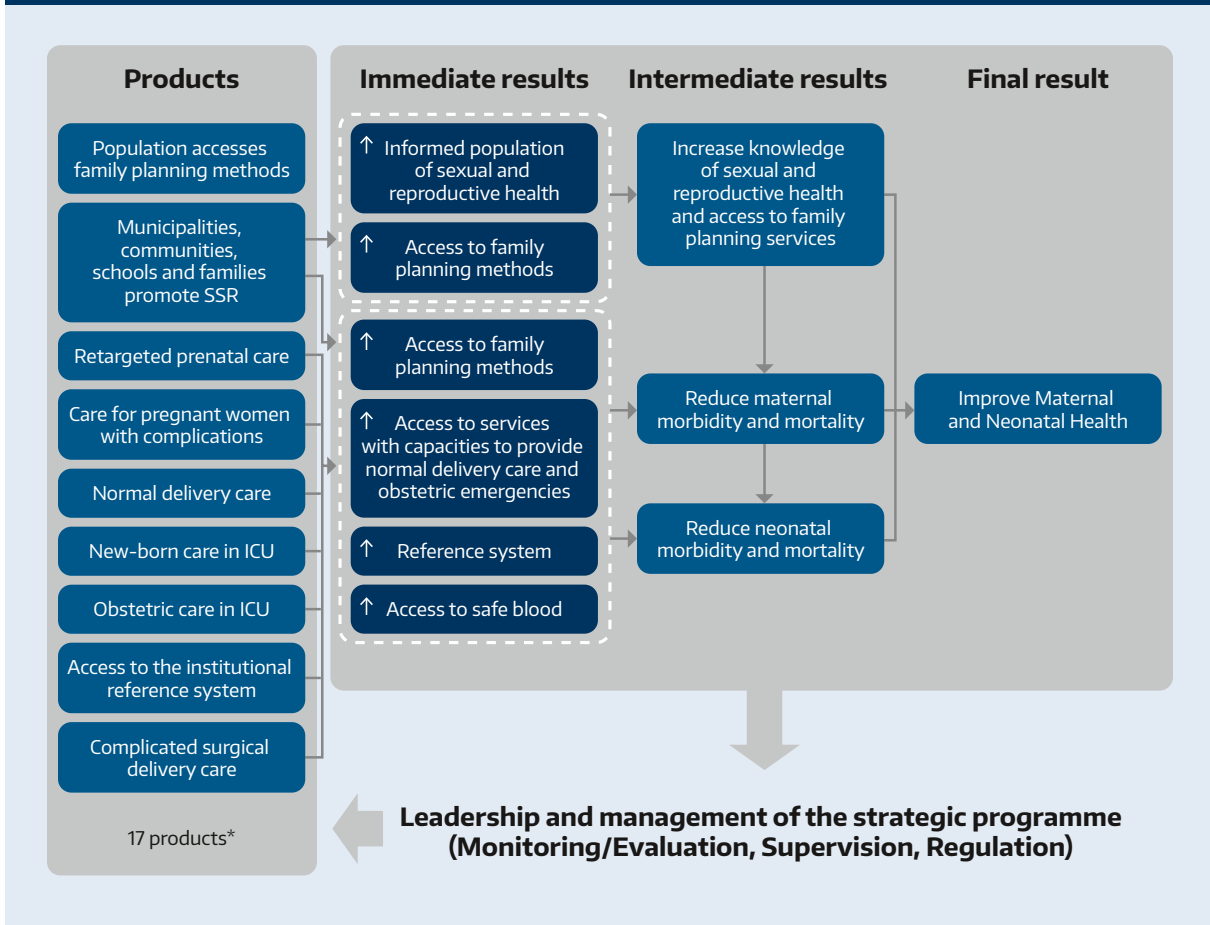 Products
Population accesses
family planning methods
Municipalities,
communities,
schools and families
promote SSR
Retargeted prenatal care
Care for pregnant women
with complications
Normal delivery care
New-born care in ICU
Obstetric care in ICU
Access to the institutional
reference system
Complicated surgical
delivery care
17 products*
Immediate results
↑ Informed population
of sexual and
reproductive health
↑ Access to family
planning methods
↑ Access to family
planning methods
↑ Access to services
with capacities to provide
normal delivery care and
obstetric emergencies
↑ Reference system
↑ Access to safe blood
Intermediate results
Increase knowledge
of sexual and
reproductive health
and access to family
planning services
Reduce maternal
morbidity and mortality
Reduce neonatal
morbidity and mortality
Final result
Improve Maternal
and Neonatal Health
Leadership and management of the strategic programme
(Monitoring/Evaluation, Supervision, Regulation)